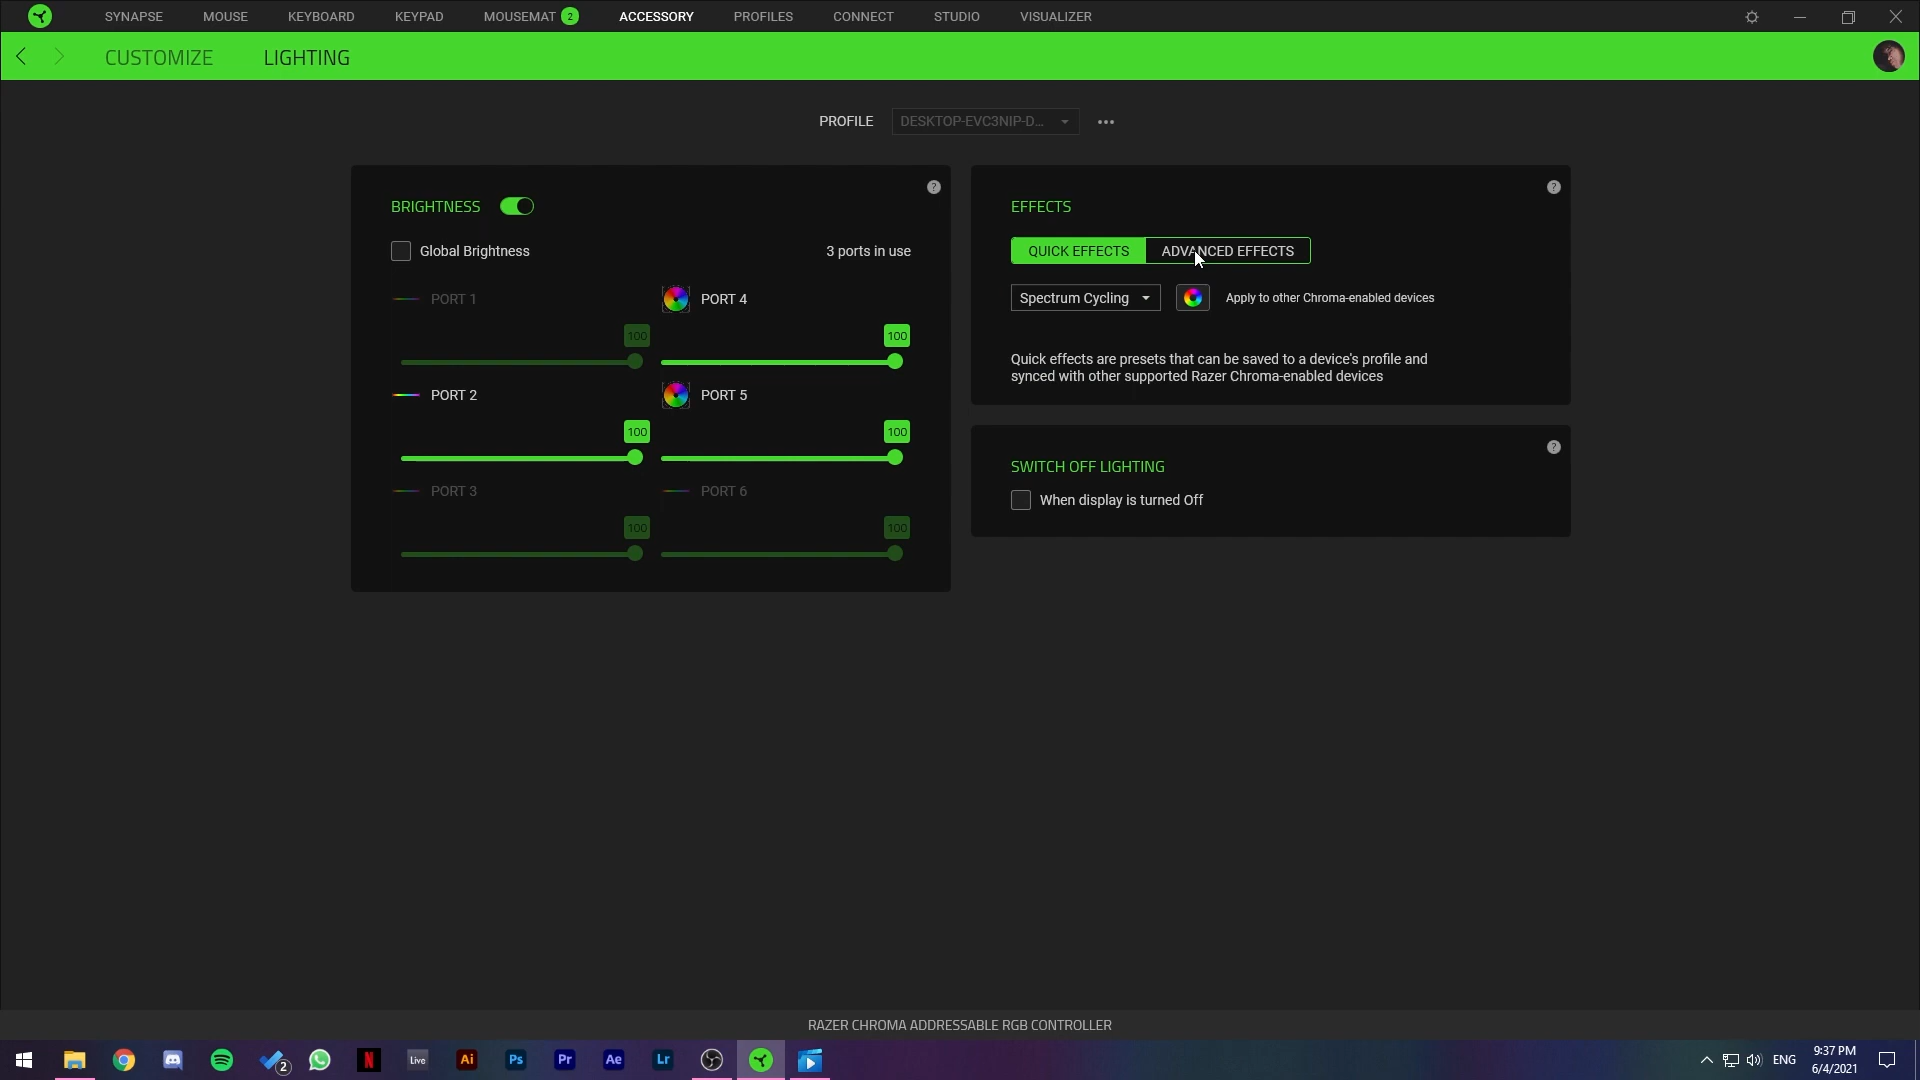 SYNAPSE MOUSE KEYBOARD KEYPAD MOUSEMAT 2 ACCESSORY PROFILES CONNECT STUDIO VISUALIZER
CUSTOMIZE LIGHTING
PROFILE DESKTOP-EVC3NIP-D...
BRIGHTNESS
?
Global Brightness 3 ports in use
PORT 1 PORT 4
100 100
PORT 2 PORT 5
100 100
PORT 3 PORT 6
100 100
?
EFFECTS
QUICK EFFECTS ADVANCED EFFECTS
Spectrum Cycling Apply to other Chroma-enabled devices
Quick effects are presets that can be saved to a device's profile and
synced with other supported Razer Chroma-enabled devices
?
SWITCH OFF LIGHTING
When display is turned Off
RAZER CHROMA ADDRESSABLE RGB CONTROLLER
2 N Live Ai Ps Pr Ae Lr ENG
9:37 PM
6/4/2021